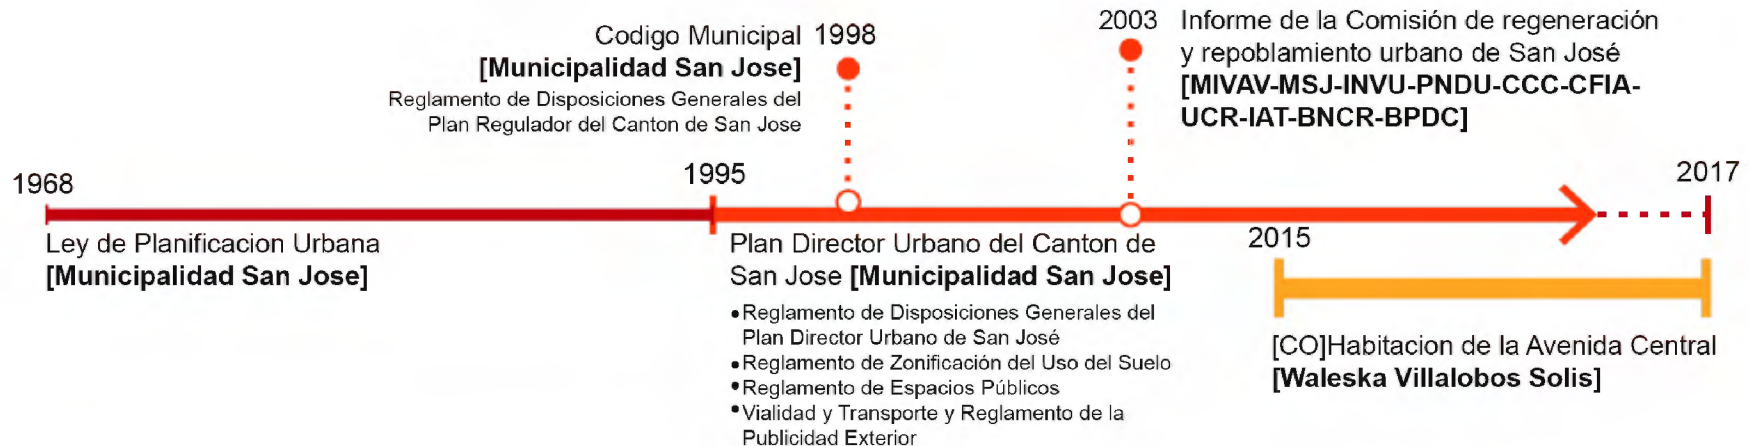 1968
Ley de Planificacion Urbana
[Municipalidad San Jose]
1995
Plan Director Urbano del Canton de
San Jose [Municipalidad San Jose]
•Reglamento de Disposiciones Generales del
Plan Director Urbano de San José
•Reglamento de Zonificación del Uso del Suelo
•Reglamento de Espacios Públicos
•Vialidad y Transporte y Reglamento de la
Publicidad Exterior
Codigo Municipal 1998
[Municipalidad San Jose]
Reglamento de Disposiciones Generales del
Plan Regulador del Canton de San Jose
2003 Informe de la Comisión de regeneración
y repoblamiento urbano de San José
[MIVAV-MSJ-INVU-PNDU-CCC-CFIA-
UCR-IAT-BNCR-BPDC]
2015
2017
[CO]Habitacion de la Avenida Central
[Waleska Villalobos Solis]